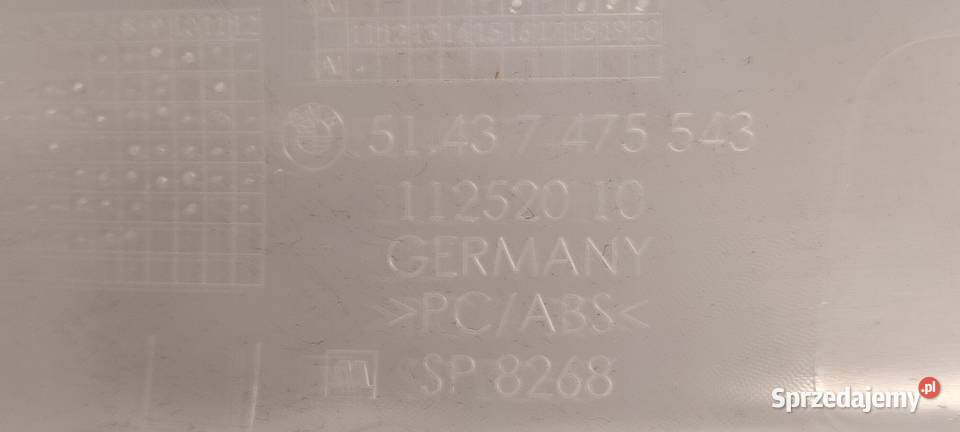 11 12 13 14 15 16 17 18 19 20
51.43 7 475 543
112520 10
GERMANY
>PC/ABS<
SP 8268
Sprzedajemy.pl